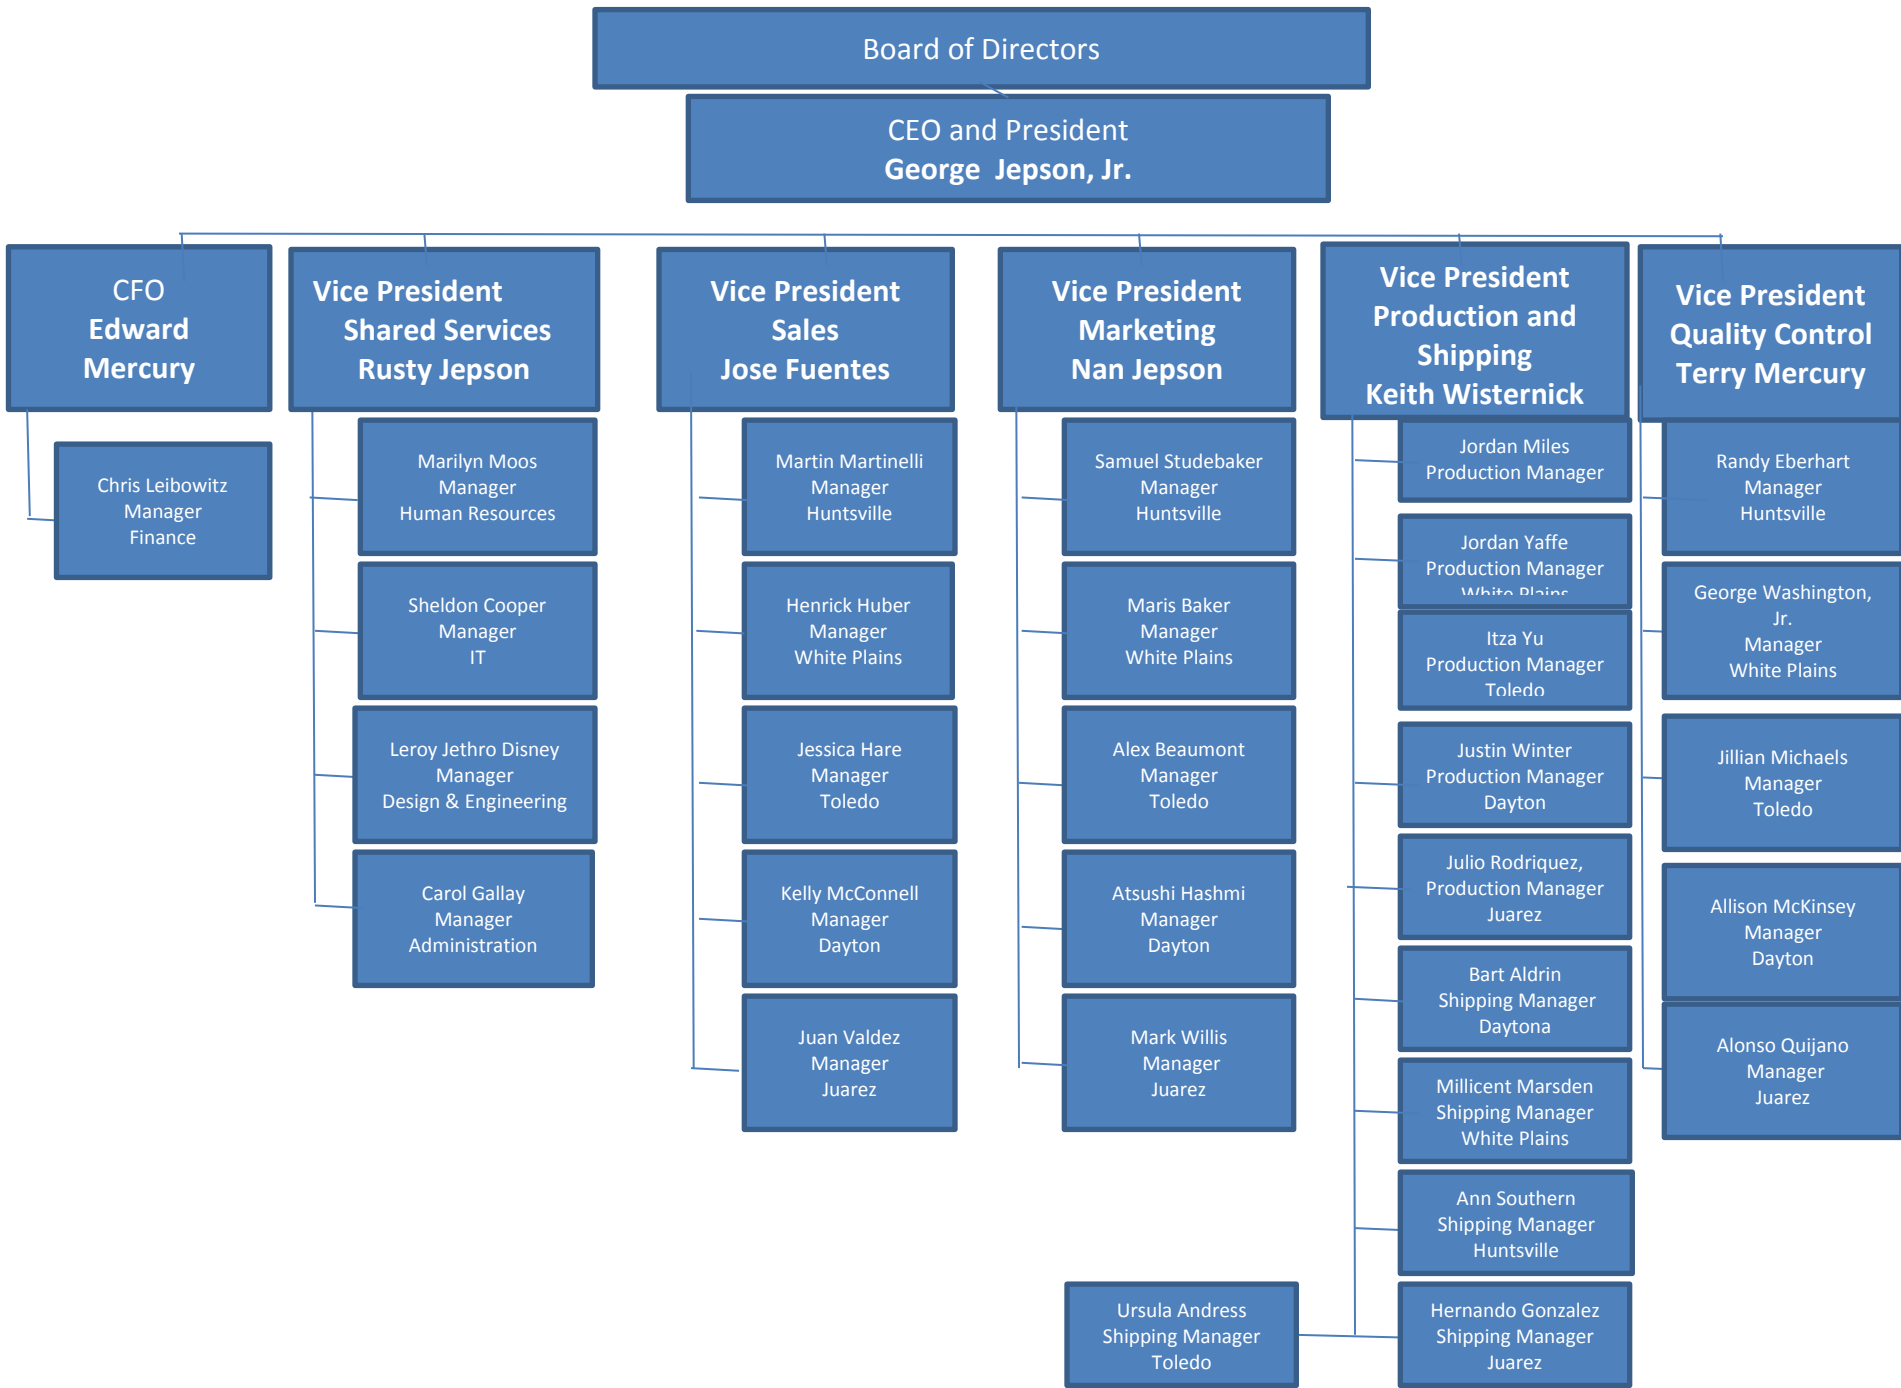 Board of Directors
CEO and President
George Jepson, Jr.
CFO
Edward
Mercury
Chris Leibowitz
Manager
Finance
Vice President
Shared Services
Rusty Jepson
Marilyn Moos
Manager
Human Resources
Sheldon Cooper
Manager
IT
Leroy Jethro Disney
Manager
Design & Engineering
Carol Gallay
Manager
Administration
Vice President
Sales
Jose Fuentes
Martin Martinelli
Manager
Huntsville
Henrick Huber
Manager
White Plains
Jessica Hare
Manager
Toledo
Kelly McConnell
Manager
Dayton
Juan Valdez
Manager
Juarez
Vice President
Marketing
Nan Jepson
Samuel Studebaker
Manager
Huntsville
Maris Baker
Manager
White Plains
Alex Beaumont
Manager
Toledo
Atsushi Hashmi
Manager
Dayton
Mark Willis
Manager
Juarez
Vice President
Production and
Shipping
Keith Wisternick
Jordan Miles
Production Manager
Jordan Yaffe
Production Manager
White Plains
Itza Yu
Production Manager
Toledo
Justin Winter
Production Manager
Dayton
Julio Rodriquez,
Production Manager
Juarez
Bart Aldrin
Shipping Manager
Daytona
Millicent Marsden
Shipping Manager
White Plains
Ann Southern
Shipping Manager
Huntsville
Ursula Andress
Shipping Manager
Toledo
Hernando Gonzalez
Shipping Manager
Juarez
Vice President
Quality Control
Terry Mercury
Randy Eberhart
Manager
Huntsville
George Washington,
Jr.
Manager
White Plains
Jillian Michaels
Manager
Toledo
Allison McKinsey
Manager
Dayton
Alonso Quijano
Manager
Juarez